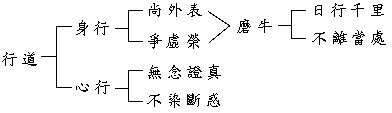 行道
身行
尚外表
爭虛榮
磨牛
日行千里
不離當處
心行
無念證真
不染斷惑